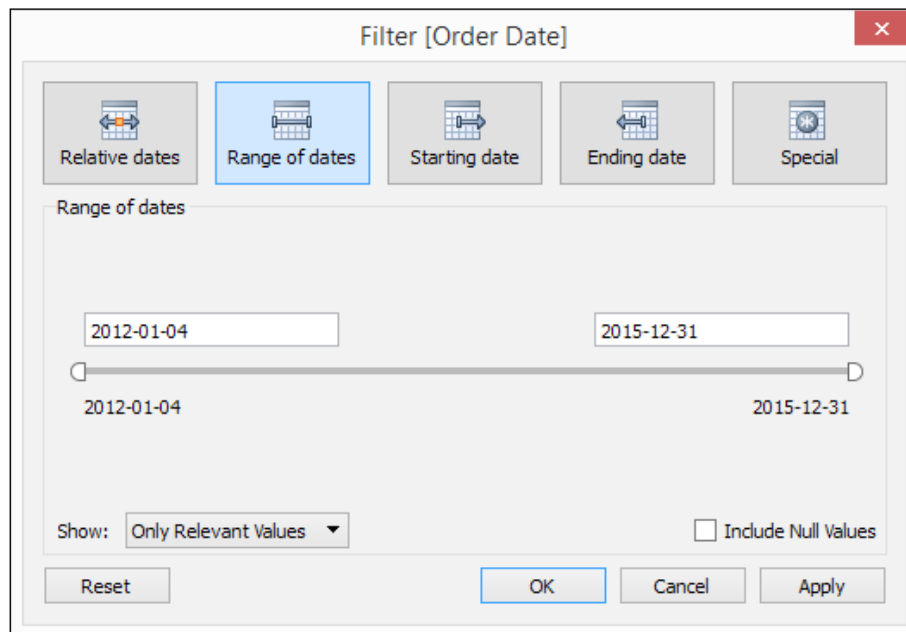 Filter [Order Date]
Relative dates
Range of dates
Starting date
Ending date
Special
Range of dates
2012-01-04
2015-12-31
2012-01-04
2015-12-31
Show:
Only Relevant Values
Include Null Values
Reset
OK
Cancel
Apply